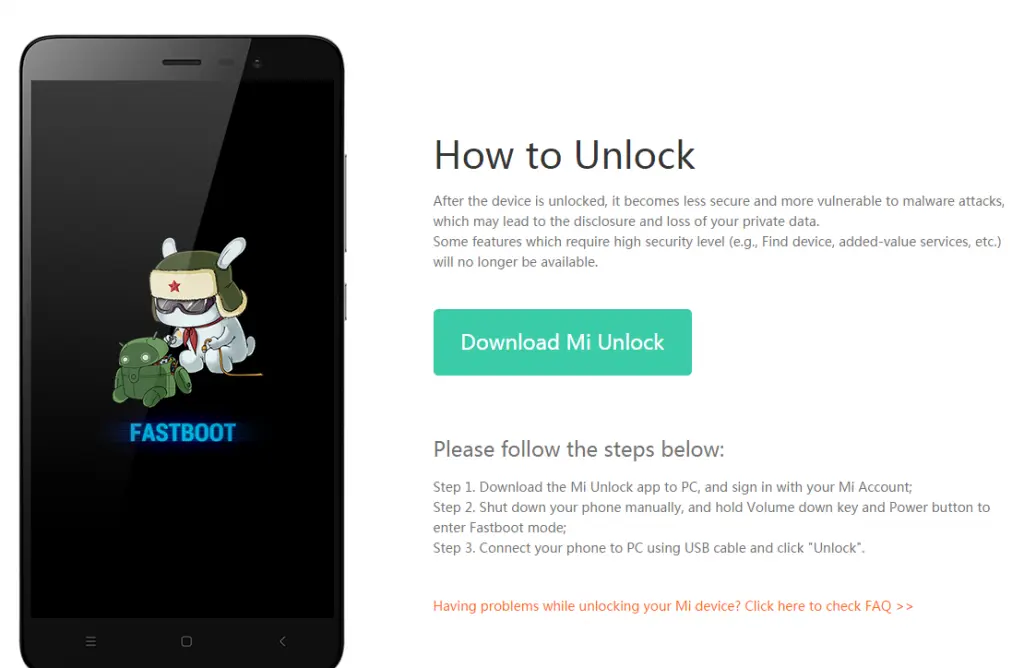 How to Unlock
After the device is unlocked, it becomes less secure and more vulnerable to malware attacks,
which may lead to the disclosure and loss of your private data.
Some features which require high security level (e.g., Find device, added-value services, etc.)
will no longer be available.
Download Mi Unlock
FASTBOOT
Please follow the steps below:
Step 1. Download the Mi Unlock app to PC, and sign in with your Mi Account;
Step 2. Shut down your phone manually, and hold Volume down key and Power button to
enter Fastboot mode;
Step 3. Connect your phone to PC using USB cable and click "Unlock".
Having problems while unlocking your Mi device? Click here to check FAQ >>